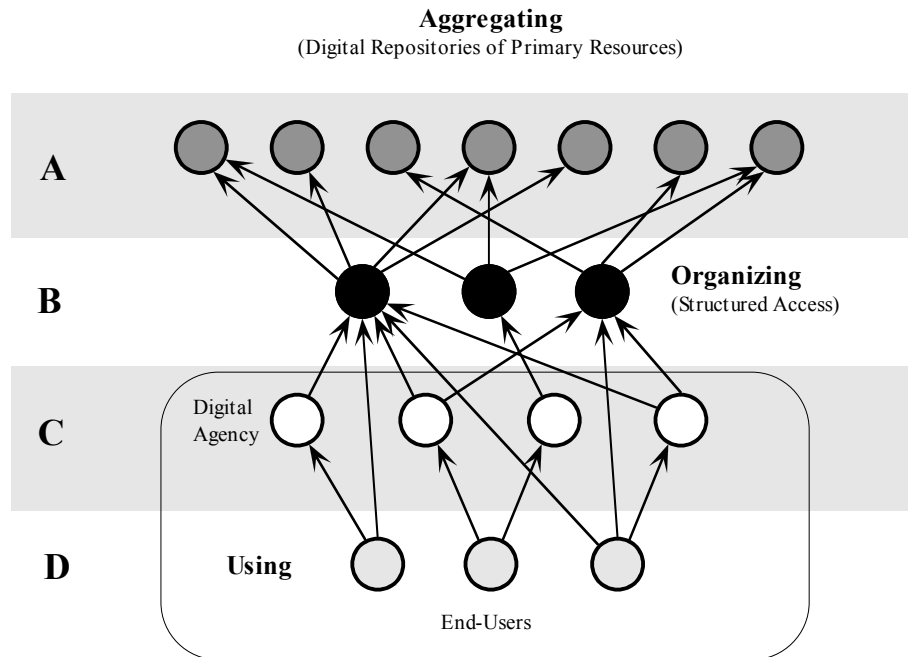 Aggregating
(Digital Repositories of Primary Resources)
A
B
Organizing
(Structured Access)
C
Digital
Agency
D
Using
End-Users